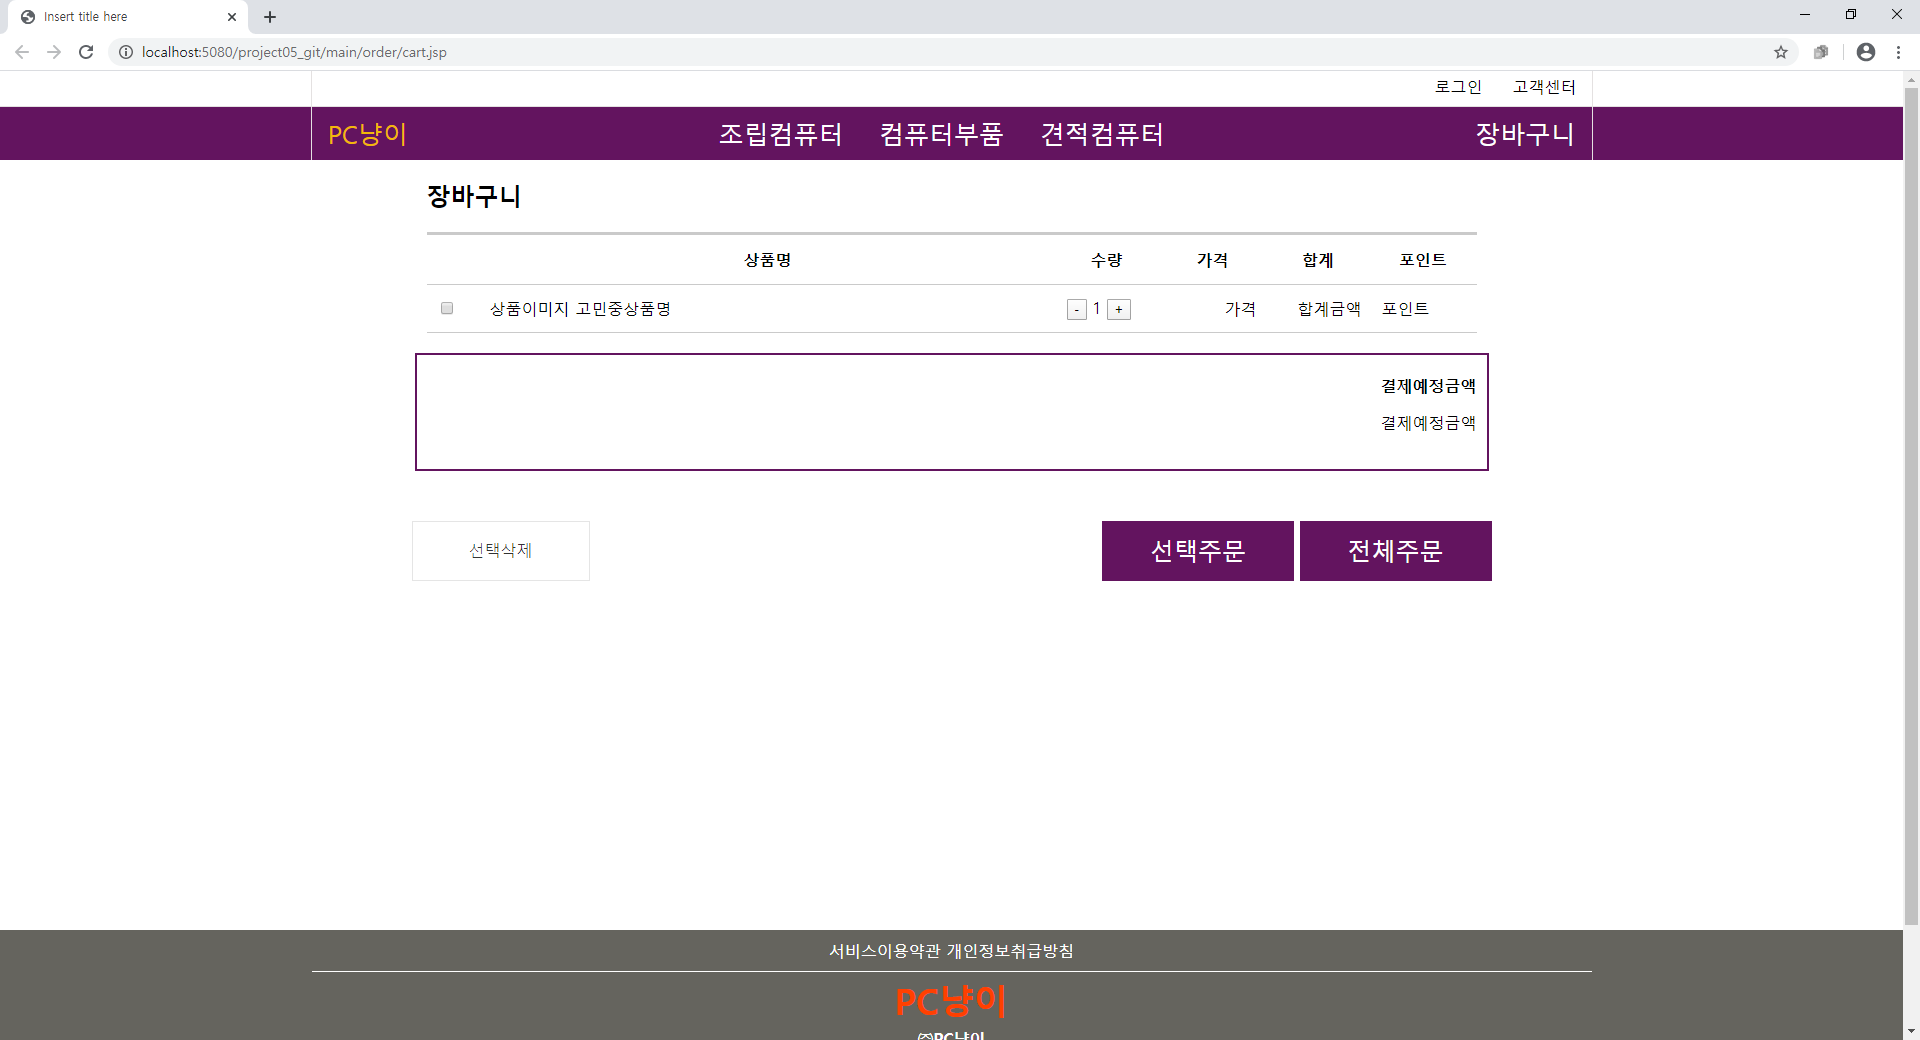 Insert title here
localhost:5080/project05_git/main/order/cart.jsp
로그인 고객센터
PC냥이 조립컴퓨터 컴퓨터부품 견적컴퓨터 장바구니
장바구니
상품명 수량 가격 합계 포인트
상품이미지 고민중상품명 - 1 + 가격 합계금액 포인트
결제예정금액
결제예정금액
선택삭제 선택주문 전체주문
서비스이용약관 개인정보취급방침
PC냥이
㈜PC냥이